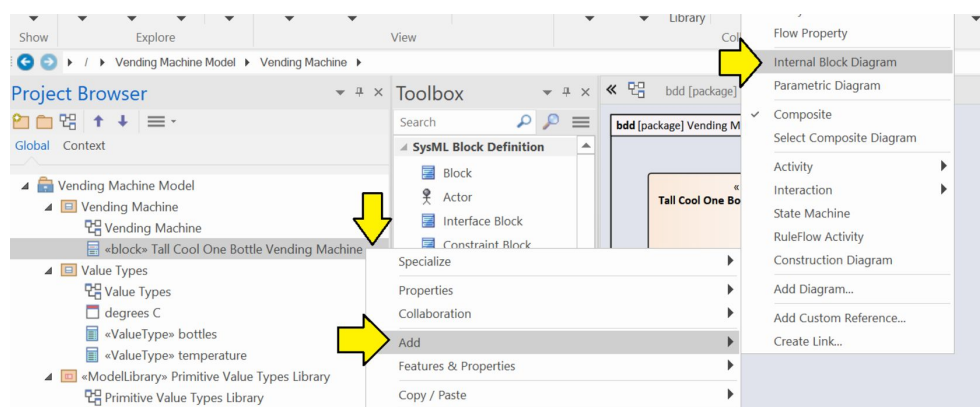 Library
Show
Explore
View
Col
/ Vending Machine Model Vending Machine
Project Browser
Global Context
Vending Machine Model
Vending Machine
Vending Machine
«block» Tall Cool One Bottle Vending Machine
Value Types
Value Types
degrees C
«ValueType» bottles
«ValueType» temperature
«ModelLibrary» Primitive Value Types Library
Primitive Value Types Library
Toolbox
Search
SysML Block Definition
Block
Actor
Interface Block
Constraint Block
bdd [package]
bdd [package] Vending M
«
Tall Cool One Bo
Specialize
Properties
Collaboration
Add
Features & Properties
Copy / Paste
Flow Property
Internal Block Diagram
Parametric Diagram
Composite
Select Composite Diagram
Activity
Interaction
State Machine
RuleFlow Activity
Construction Diagram
Add Diagram...
Add Custom Reference...
Create Link...